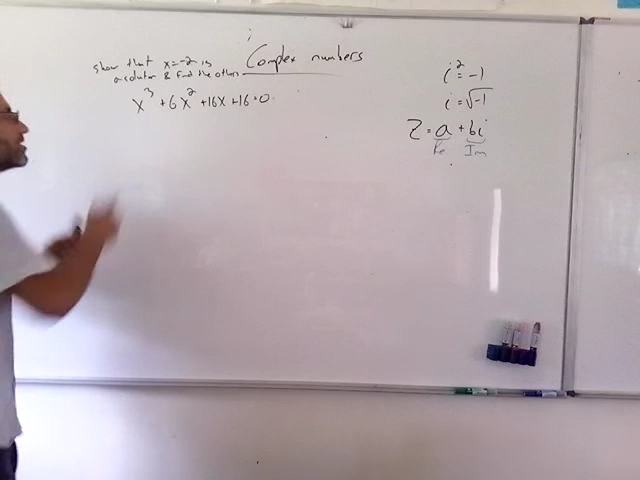 Complex numbers
show that x=-2 is
a solution & find the others
x³ + 6x² + 16x + 16 = 0
i² = -1
i = √-1
Z = a + bi
Re Im